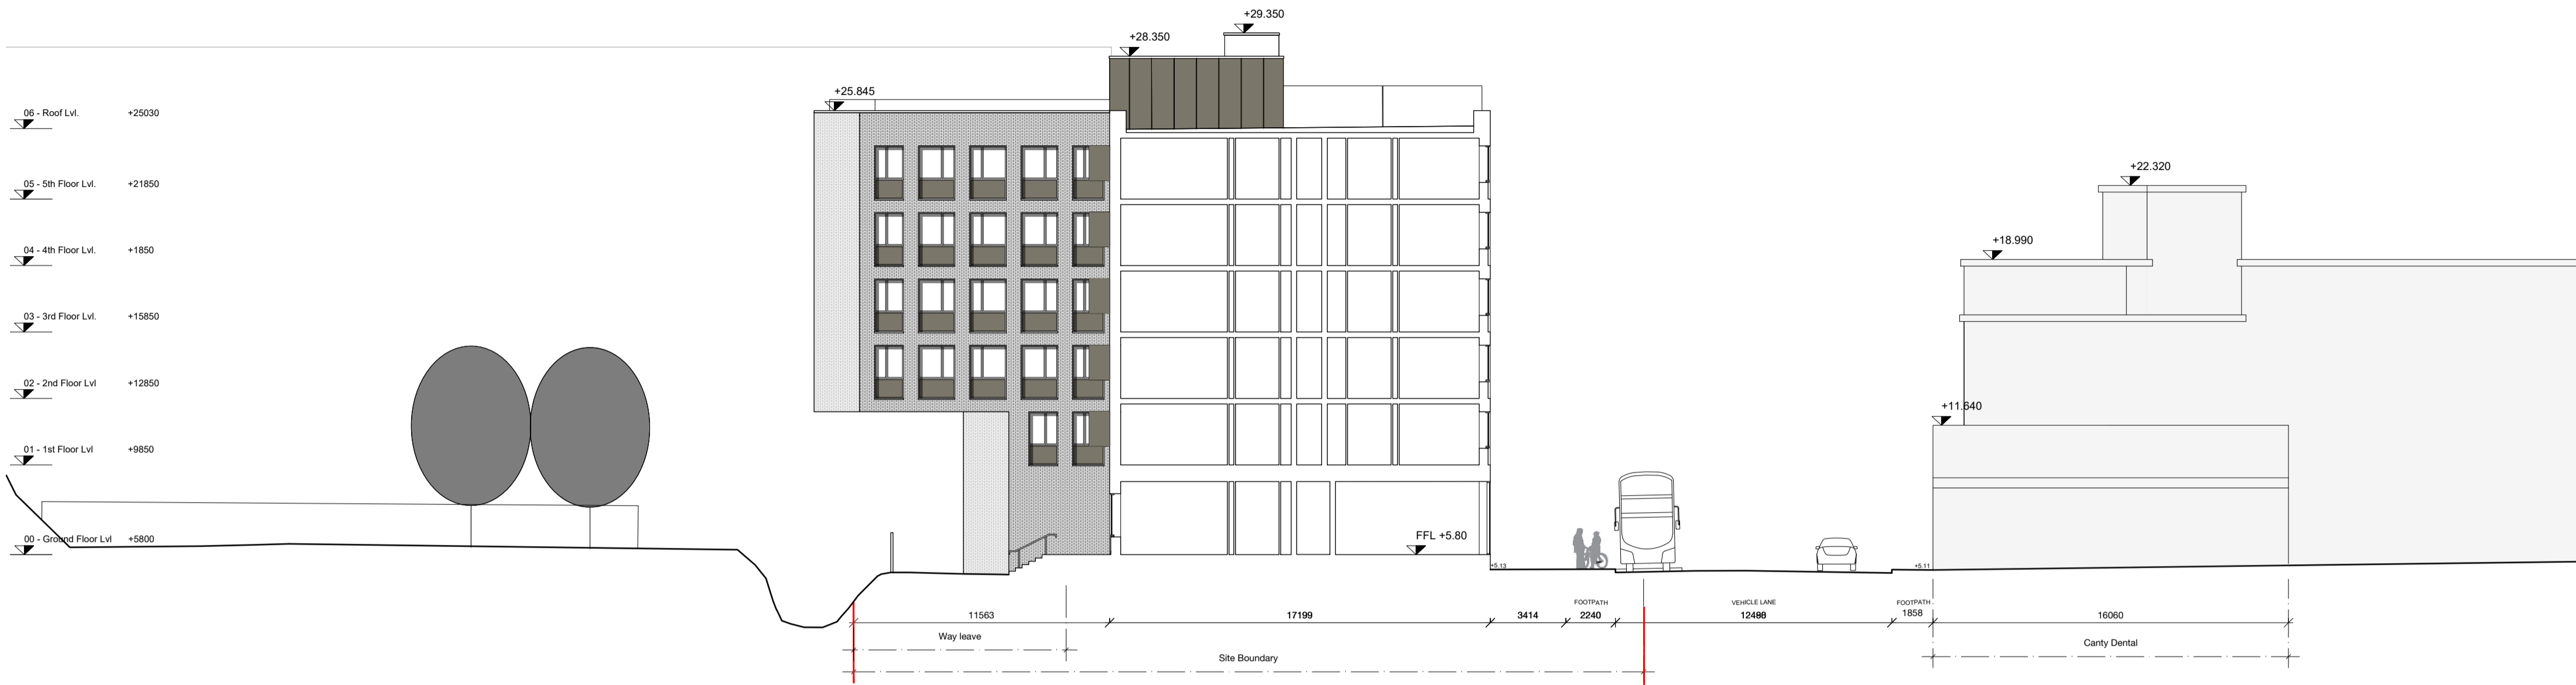 +29.350
+28.350
+25.845
06 - Roof Lvl. +25030
05 - 5th Floor Lvl. +21850
04 - 4th Floor Lvl. +1850
03 - 3rd Floor Lvl. +15850
02 - 2nd Floor Lvl +12850
01 - 1st Floor Lvl +9850
00 - Ground Floor Lvl +5800
+22.320
+18.990
+11.640
FFL +5.80
+5.13
+5.11
FOOTPATH
VEHICLE LANE
FOOTPATH
11563
17199
3414
2240
1858
16060
Way leave
Site Boundary
Canty Dental